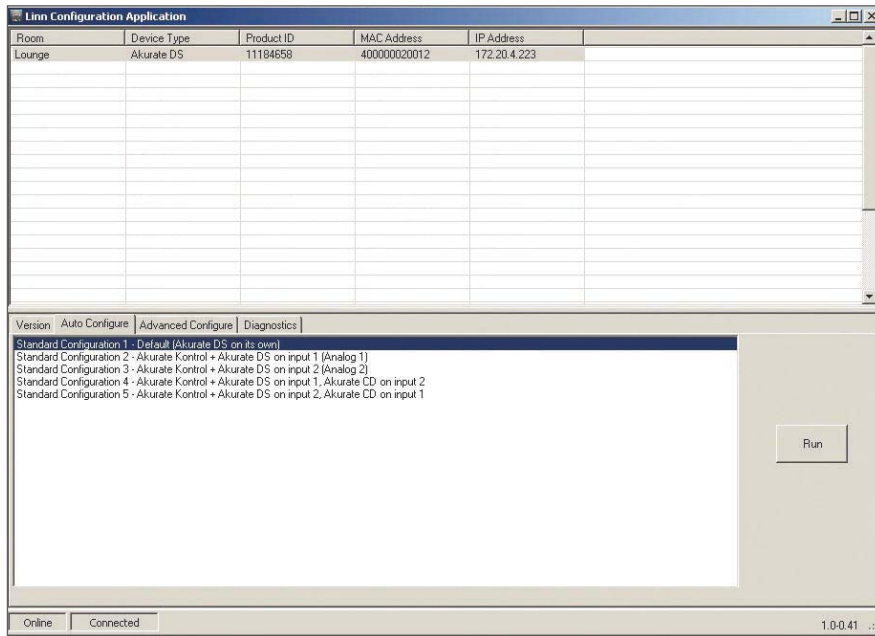 Linn Configuration Application
Room Device Type Product ID MAC Address IP Address
Lounge Akurate DS 11184658 400000020012 172.20.4.223
Version Auto Configure Advanced Configure Diagnostics
Standard Configuration 1 - Default (Akurate DS on its own)
Standard Configuration 2 - Akurate Kontrol + Akurate DS on input 1 (Analog 1)
Standard Configuration 3 - Akurate Kontrol + Akurate DS on input 2 (Analog 2)
Standard Configuration 4 - Akurate Kontrol + Akurate DS on input 1, Akurate CD on input 2
Standard Configuration 5 - Akurate Kontrol + Akurate DS on input 2, Akurate CD on input 1
Run
Online Connected 1.0-0.41